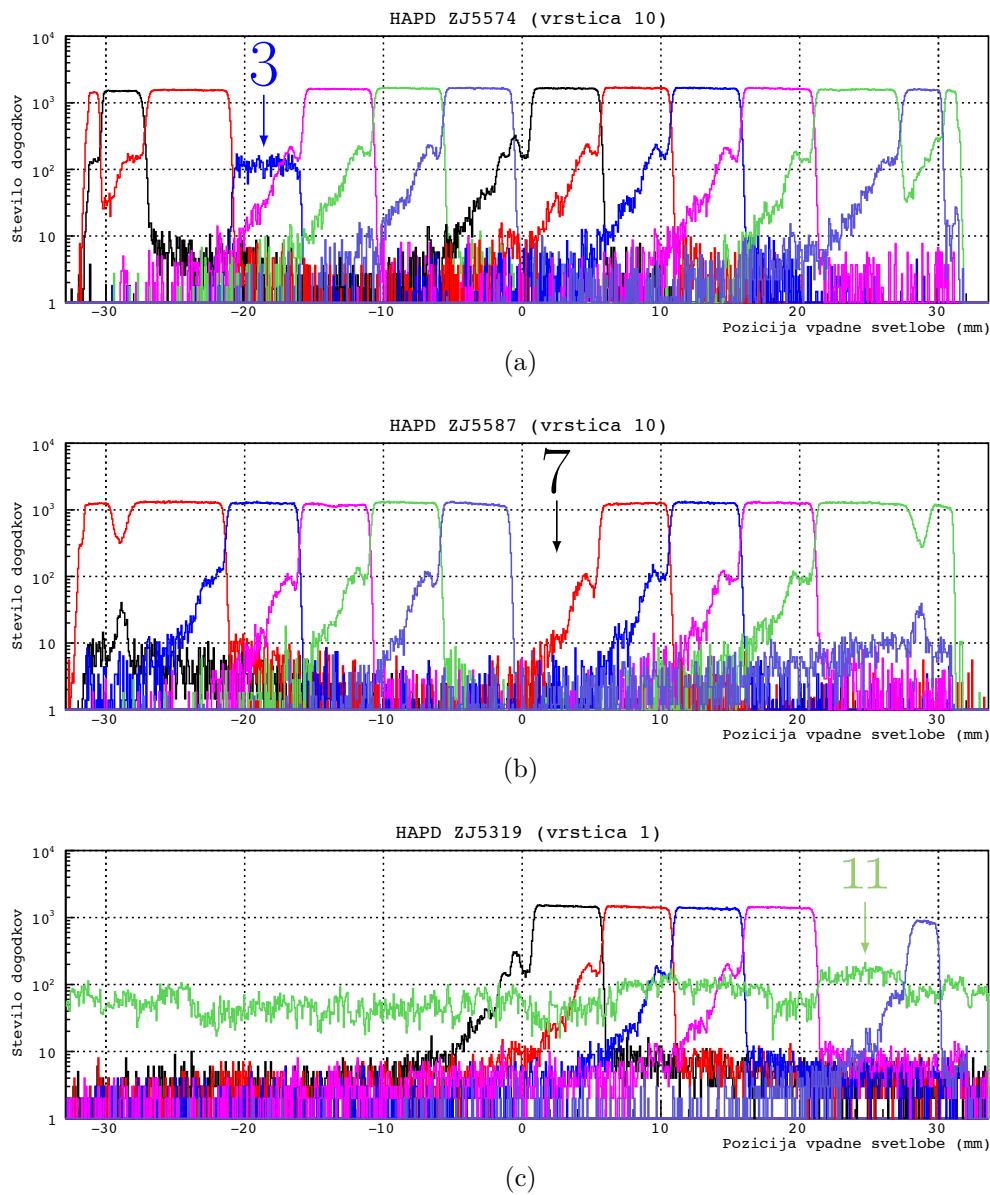 HAPD ZJ5574 (vrstica 10)
Stevilo dogodkov
10⁴
10³
10²
10
1
3
−30 −20 −10 0 10 20 30
Pozicija vpadne svetlobe (mm)
(a)
HAPD ZJ5587 (vrstica 10)
Stevilo dogodkov
10⁴
10³
10²
10
1
7
−30 −20 −10 0 10 20 30
Pozicija vpadne svetlobe (mm)
(b)
HAPD ZJ5319 (vrstica 1)
Stevilo dogodkov
10⁴
10³
10²
10
1
11
−30 −20 −10 0 10 20 30
Pozicija vpadne svetlobe (mm)
(c)